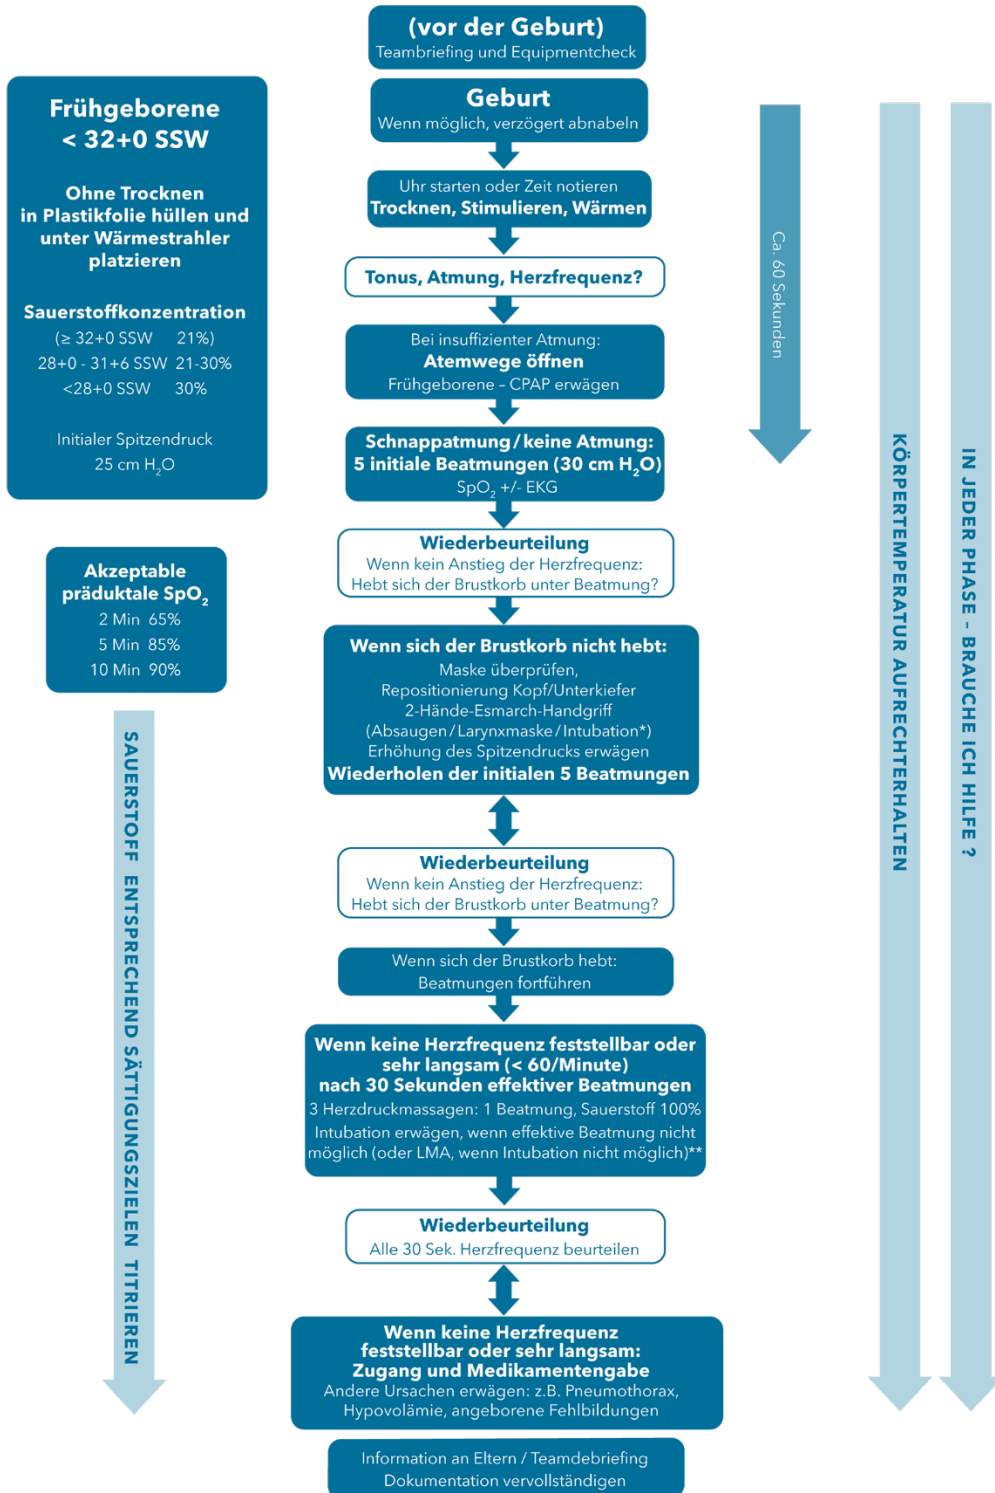 (vor der Geburt)
Teambriefing und Equipmentcheck
Geburt
Wenn möglich, verzögert abnabeln
Uhr starten oder Zeit notieren
Trocknen, Stimulieren, Wärmen
Tonus, Atmung, Herzfrequenz?
Bei insuffizienter Atmung:
Atemwege öffnen
Frühgeborene – CPAP erwägen
Schnappatmung/keine Atmung:
5 initiale Beatmungen (30 cm H₂O)
SpO₂ +/- EKG
Wiederbeurteilung
Wenn kein Anstieg der Herzfrequenz:
Hebt sich der Brustkorb unter Beatmung?
Wenn sich der Brustkorb nicht hebt:
Maske überprüfen,
Repositionierung Kopf/Unterkiefer
2-Hände-Esmarch-Handgriff
(Absaugen/Larynxmaske/Intubation*)
Erhöhung des Spitzendrucks erwägen
Wiederholen der initialen 5 Beatmungen
Wiederbeurteilung
Wenn kein Anstieg der Herzfrequenz:
Hebt sich der Brustkorb unter Beatmung?
Wenn sich der Brustkorb hebt:
Beatmungen fortführen
Wenn keine Herzfrequenz feststellbar oder
sehr langsam (< 60/Minute)
nach 30 Sekunden effektiver Beatmungen
3 Herzdruckmassagen: 1 Beatmung, Sauerstoff 100%
Intubation erwägen, wenn effektive Beatmung nicht
möglich (oder LMA, wenn Intubation nicht möglich)**
Wiederbeurteilung
Alle 30 Sek. Herzfrequenz beurteilen
Wenn keine Herzfrequenz
feststellbar oder sehr langsam:
Zugang und Medikamentengabe
Andere Ursachen erwägen: z.B. Pneumothorax,
Hypovolämie, angeborene Fehlbildungen
Information an Eltern / Teamdebriefing
Dokumentation vervollständigen
Frühgeborene
< 32+0 SSW
Ohne Trocknen
in Plastikfolie hüllen und
unter Wärmestrahler
platzieren
Sauerstoffkonzentration
(≥ 32+0 SSW 21%)
28+0 - 31+6 SSW 21-30%
<28+0 SSW 30%
Initialer Spitzendruck
25 cm H₂O
Akzeptable
präduktale SpO₂
2 Min 65%
5 Min 85%
10 Min 90%
SAUERSTOFF ENTSPRECHEND SÄTTIGUNGSZIELEN TITRIEREN
Ca. 60 Sekunden
KÖRPERTEMPERATUR AUFRECHTERHALTEN
IN JEDER PHASE – BRAUCHE ICH HILFE ?